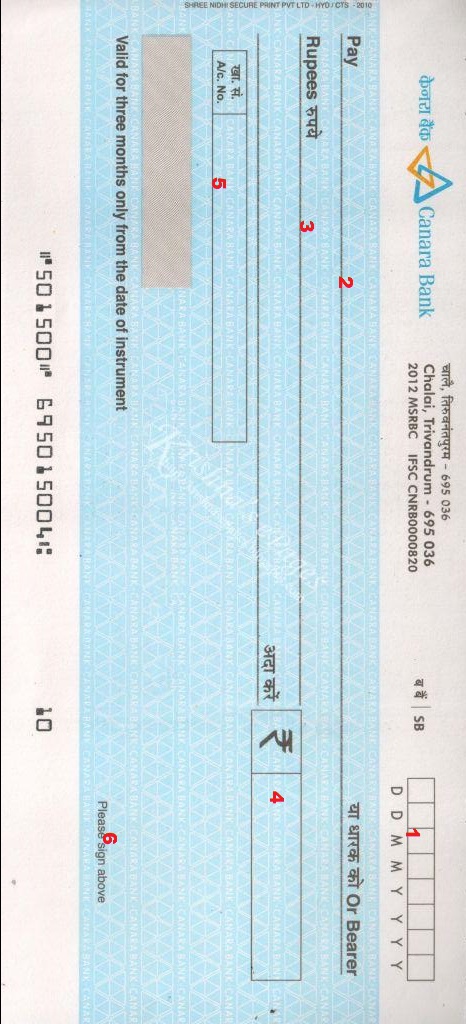 केनरा बैंक Canara Bank
चालै, तिरुवनंतपुरम - 695 036
Chalai, Trivandrum - 695 036
2012 MSRBC IFSC CNRB0000820
ब बैं SB
1
D D M M Y Y Y Y
Pay 2 या धारक को Or Bearer
Rupees रुपये 3
अदा करें ₹ 4
खा. सं.
A/c. No. 5
Valid for three months only from the date of instrument
6
Please sign above
⑈501500⑈ 695015004⑆ 10
SHREE NIDHI SECURE PRINT PVT LTD - HYD / CTS - 2010